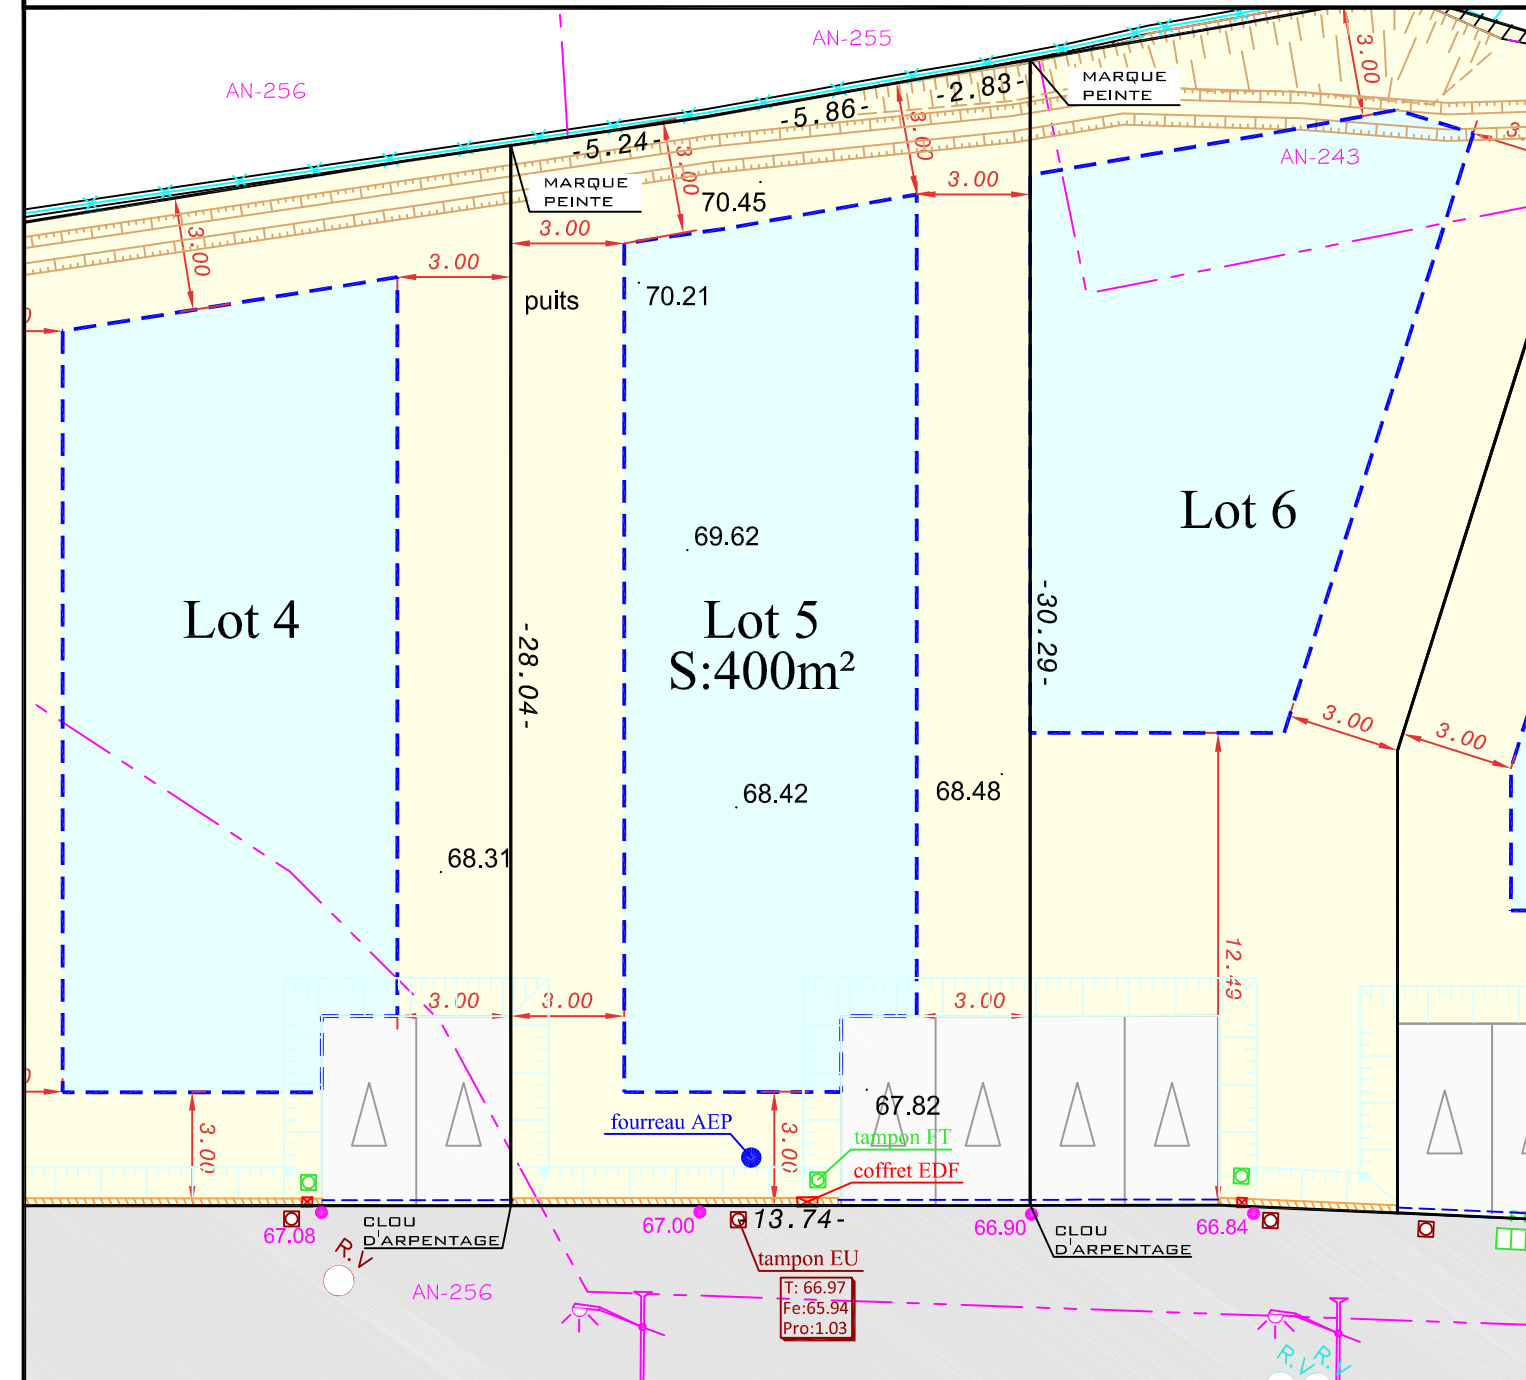 AN-255
3.00
AN-256
-2.83-
MARQUE
PEINTE
-5.86-
3.00
-5.24-
3.00
AN-243
3.00
MARQUE
PEINTE
70.45
3.00
3.00
3.00
3.00
puits
70.21
Lot 6
69.62
Lot 4
Lot 5
S:400m²
-28.04-
-30.29-
3.00
3.00
68.42
68.48
68.31
12.49
3.00
3.00
3.00
67.82
fourreau AEP
3.00
3.00
tampon FT
coffret EDF
67.08
CLOU
D'ARPENTAGE
67.00
-13.74-
66.90
CLOU
D'ARPENTAGE
66.84
R.V
tampon EU
AN-256
T: 66.97
Fe:65.94
Pro:1.03
R.V
R.V